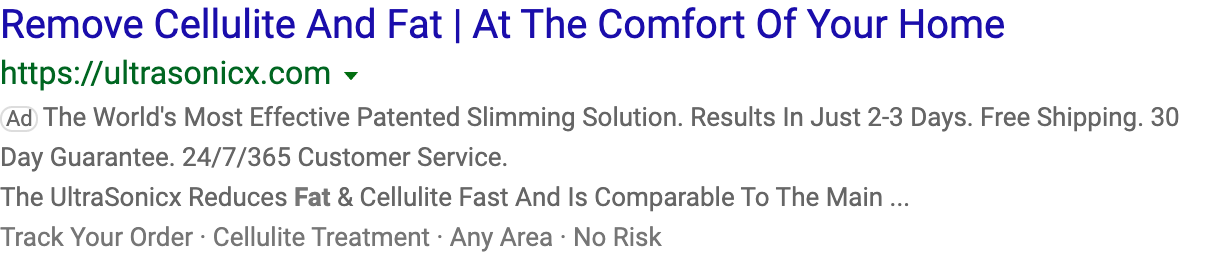 Remove Cellulite And Fat | At The Comfort Of Your Home
https://ultrasonicx.com
Ad The World's Most Effective Patented Slimming Solution. Results In Just 2-3 Days. Free Shipping. 30
Day Guarantee. 24/7/365 Customer Service.
The UltraSonicx Reduces Fat & Cellulite Fast And Is Comparable To The Main ...
Track Your Order · Cellulite Treatment · Any Area · No Risk